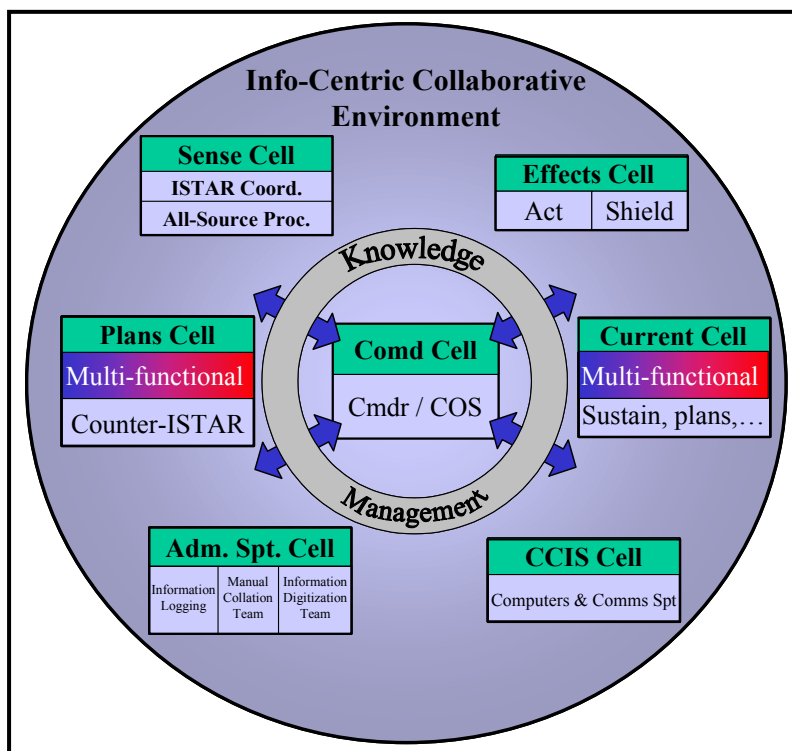 Info-Centric Collaborative
Environment
Sense Cell
ISTAR Coord.
All-Source Proc.
Effects Cell
Act
Shield
Knowledge
Plans Cell
Multi-functional
Counter-ISTAR
Comd Cell
Cmdr / COS
Current Cell
Multi-functional
Sustain, plans,…
Management
Adm. Spt. Cell
Information
Logging
Manual
Collation
Team
Information
Digitization
Team
CCIS Cell
Computers & Comms Spt